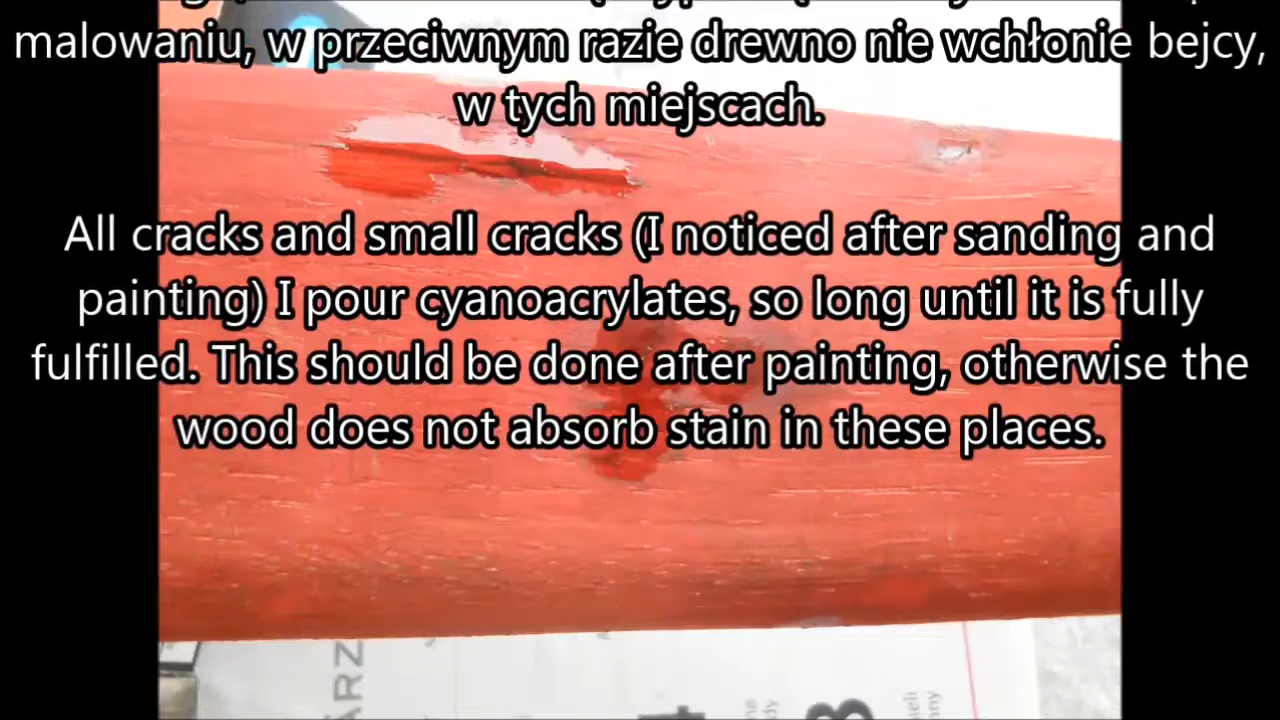 malowaniu, w przeciwnym razie drewno nie wchłonie bejcy,
w tych miejscach.
All cracks and small cracks (I noticed after sanding and
painting) I pour cyanoacrylates, so long until it is fully
fulfilled. This should be done after painting, otherwise the
wood does not absorb stain in these places.
ARZ
8